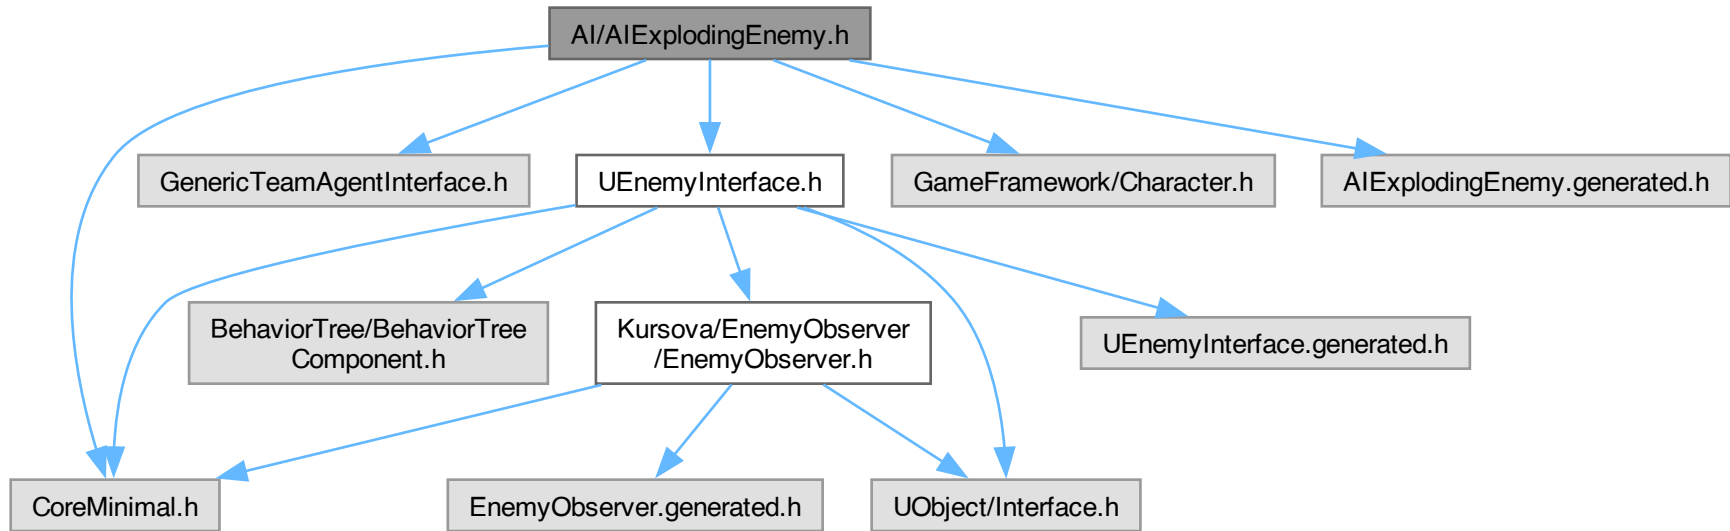 AI/AIExplodingEnemy.h
GenericTeamAgentInterface.h
UEnemyInterface.h
GameFramework/Character.h
AIExplodingEnemy.generated.h
BehaviorTree/BehaviorTree
Component.h
Kursova/EnemyObserver
/EnemyObserver.h
UEnemyInterface.generated.h
CoreMinimal.h
EnemyObserver.generated.h
UObject/Interface.h